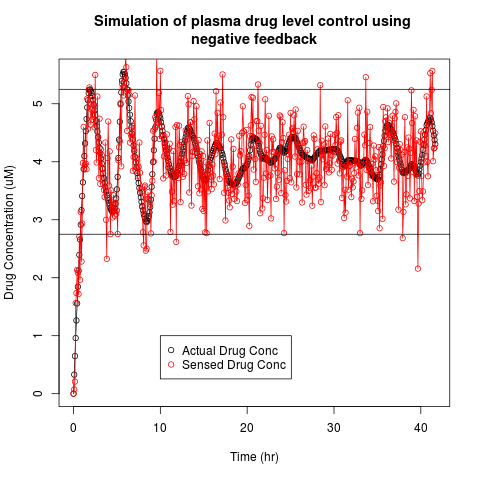 Simulation of plasma drug level control using
negative feedback
Drug Concentration (uM)
5
4
3
2
1
0
Actual Drug Conc
Sensed Drug Conc
0 10 20 30 40
Time (hr)